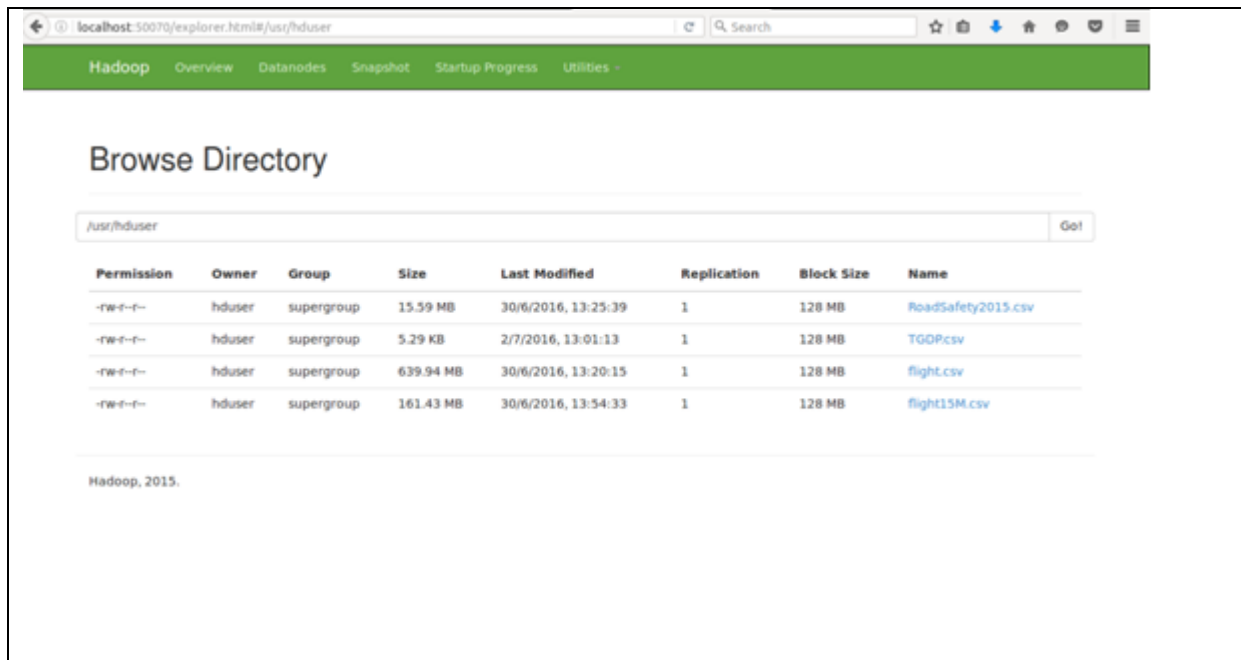 localhost:50070/explorer.html#/usr/hduser Search
Hadoop Overview Datanodes Snapshot Startup Progress Utilities
Browse Directory
/usr/hduser Go!
Permission Owner Group Size Last Modified Replication Block Size Name
-rw-r--r-- hduser supergroup 15.59 MB 30/6/2016, 13:25:39 1 128 MB RoadSafety2015.csv
-rw-r--r-- hduser supergroup 5.29 KB 2/7/2016, 13:01:13 1 128 MB TGDP.csv
-rw-r--r-- hduser supergroup 639.94 MB 30/6/2016, 13:20:15 1 128 MB flight.csv
-rw-r--r-- hduser supergroup 161.43 MB 30/6/2016, 13:54:33 1 128 MB flight15M.csv
Hadoop, 2015.